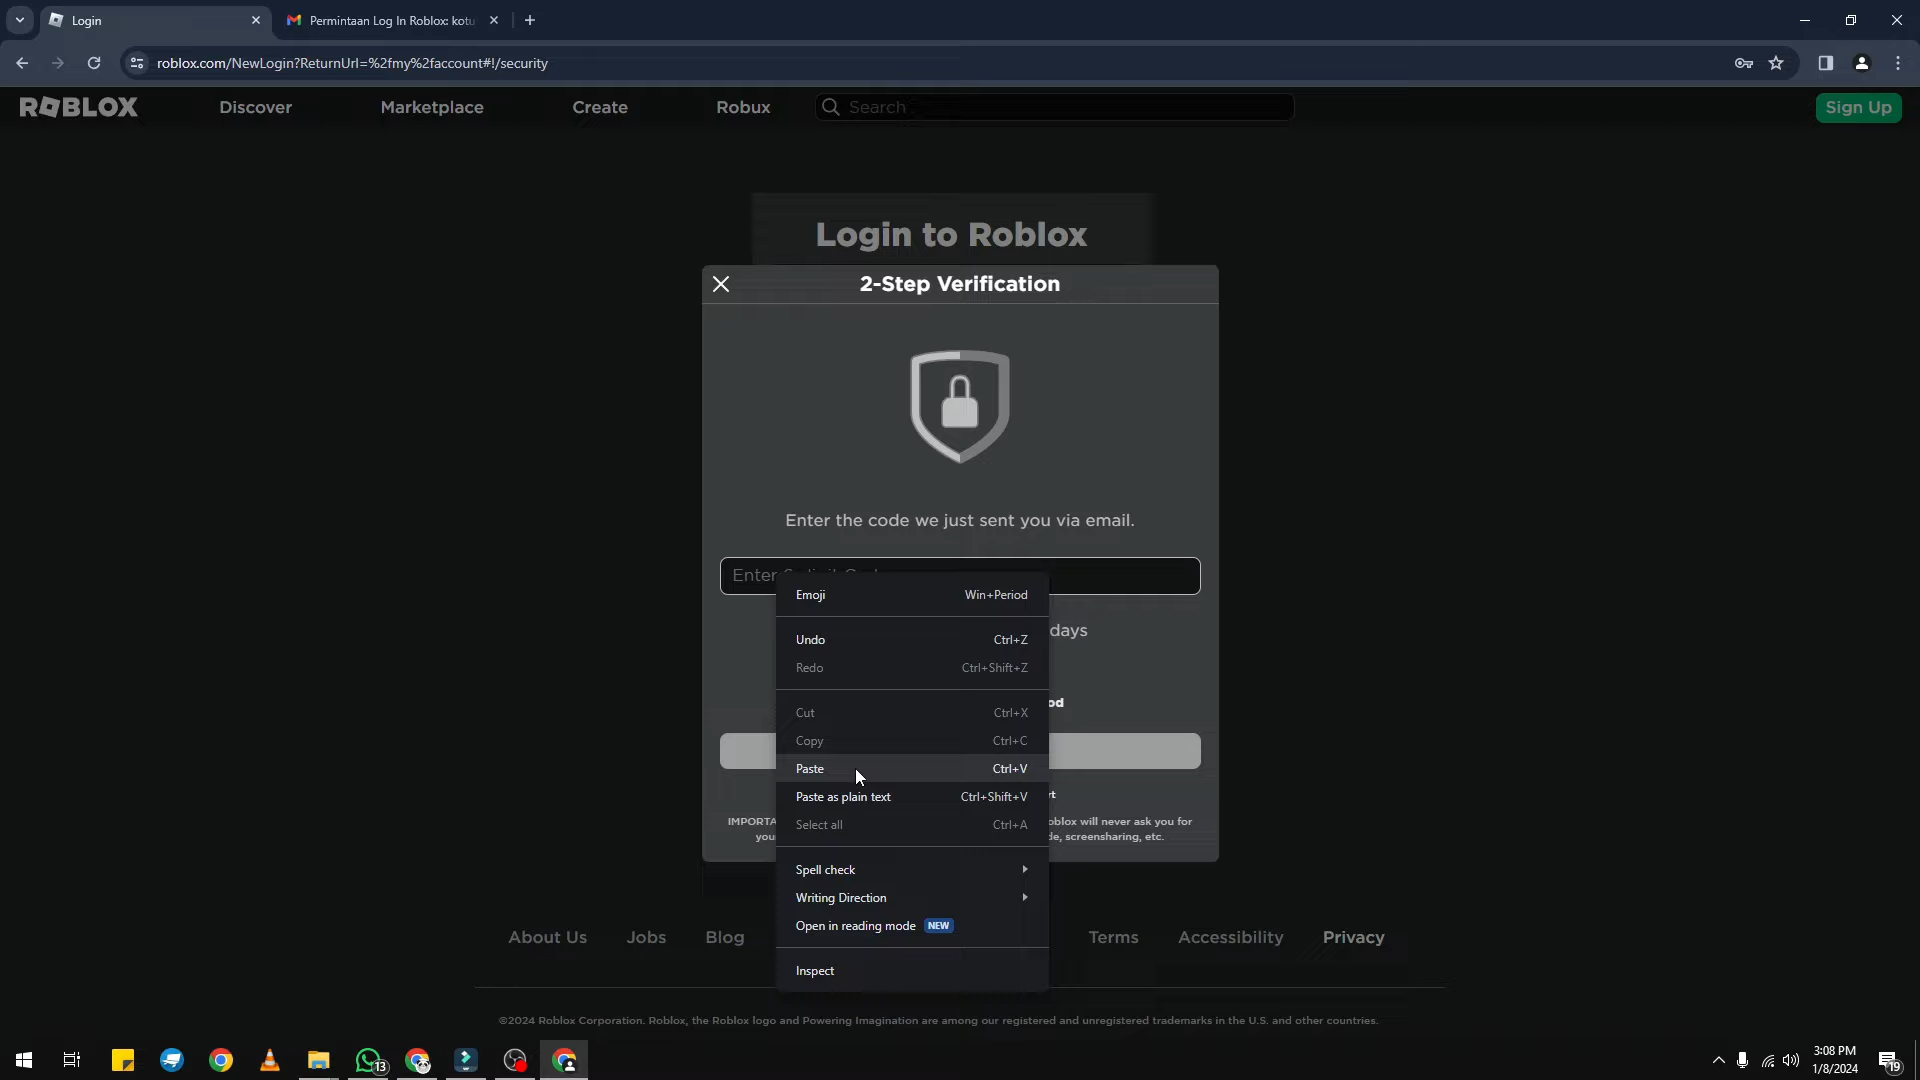 Login
Permintaan Log In Roblox: kotu
roblox.com/NewLogin?ReturnUrl=%2fmy%2faccount#!/security
ROBLOX
Discover
Marketplace
Create
Robux
Search
Sign Up
Login to Roblox
2-Step Verification
Enter the code we just sent you via email.
Enter
Emoji Win+Period
Undo Ctrl+Z
days
Redo Ctrl+Shift+Z
Cut Ctrl+X
Copy Ctrl+C
Paste Ctrl+V
Paste as plain text Ctrl+Shift+V
Select all Ctrl+A
oblox will never ask you for
screensharing, etc.
Spell check
Writing Direction
Open in reading mode NEW
Inspect
About Us
Jobs
Blog
Terms
Accessibility
Privacy
©2024 Roblox Corporation. Roblox, the Roblox logo and Powering Imagination are among our registered and unregistered trademarks in the U.S. and other countries.
13
3:08 PM
1/8/2024
19